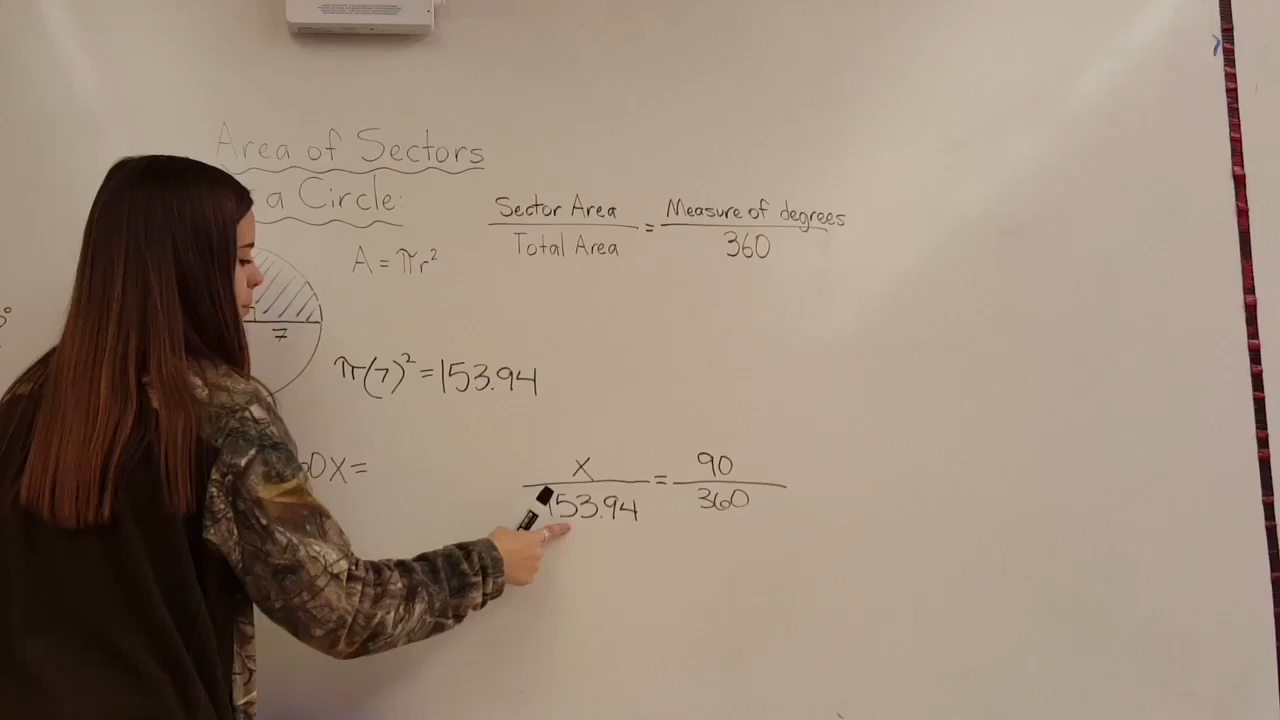 Area of Sectors
a Circle:
Sector Area = Measure of degrees
Total Area 360
A = πr²
7
π(7)²=153.94
0X=
X = 90
153.94 360